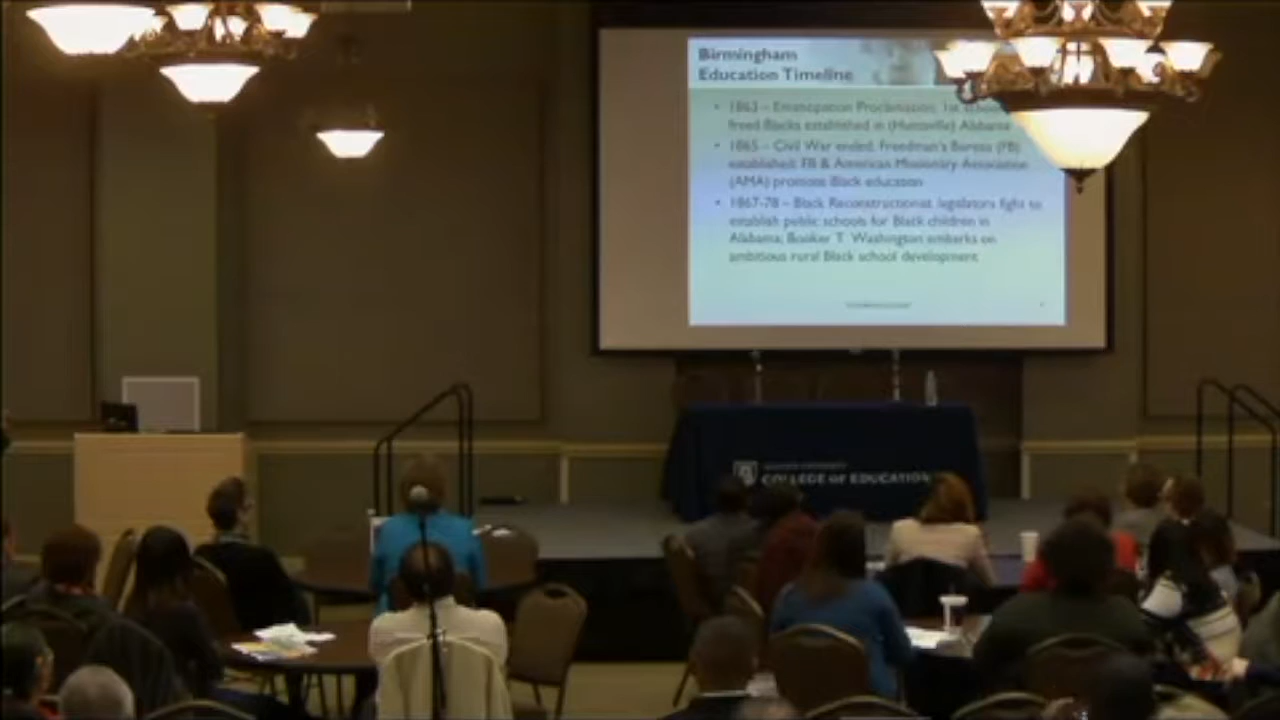 Birmingham
Education Timeline
• 1863 – Emancipation Proclamation; 1st school
freed Blacks established in (Huntsville) Alabama
• 1865 – Civil War ended; Freedman's Bureau (FB)
established; FB & American Missionary Association
(AMA) promote Black education
• 1867-78 – Black Reconstructionist legislators fight to
establish public schools for Black children in
Alabama; Booker T. Washington embarks on
ambitious rural Black school development
COLLEGE OF EDUCATION